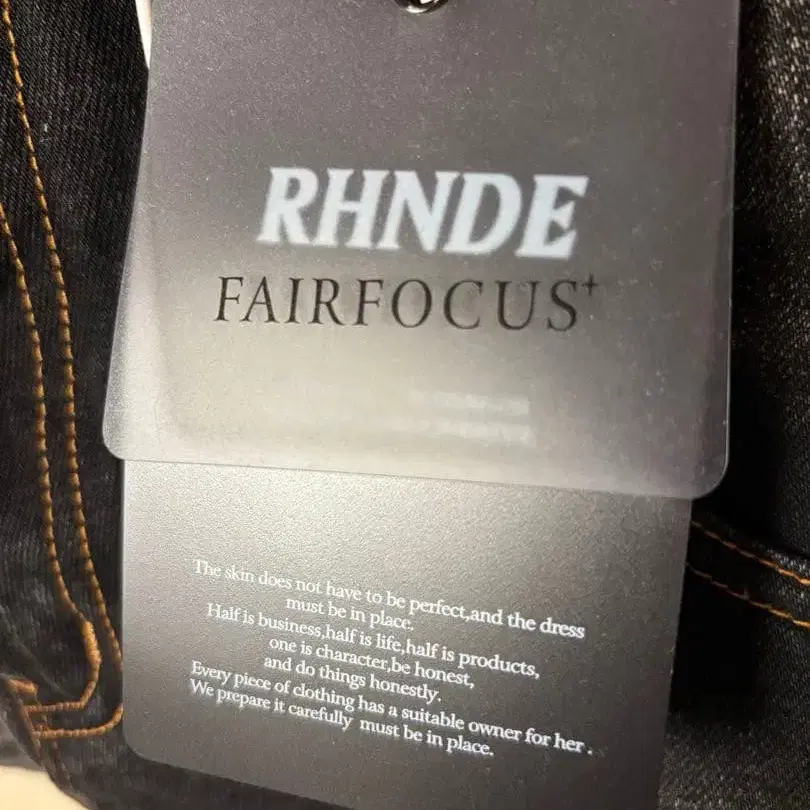 RHNDE
FAIRFOCUS+
The skin does not have to be perfect,and the dress
must be in place.
Half is business,half is life,half is products,
one is character,be honest,
and do things honestly.
Every piece of clothing has a suitable owner for her .
We prepare it carefully must be in place.